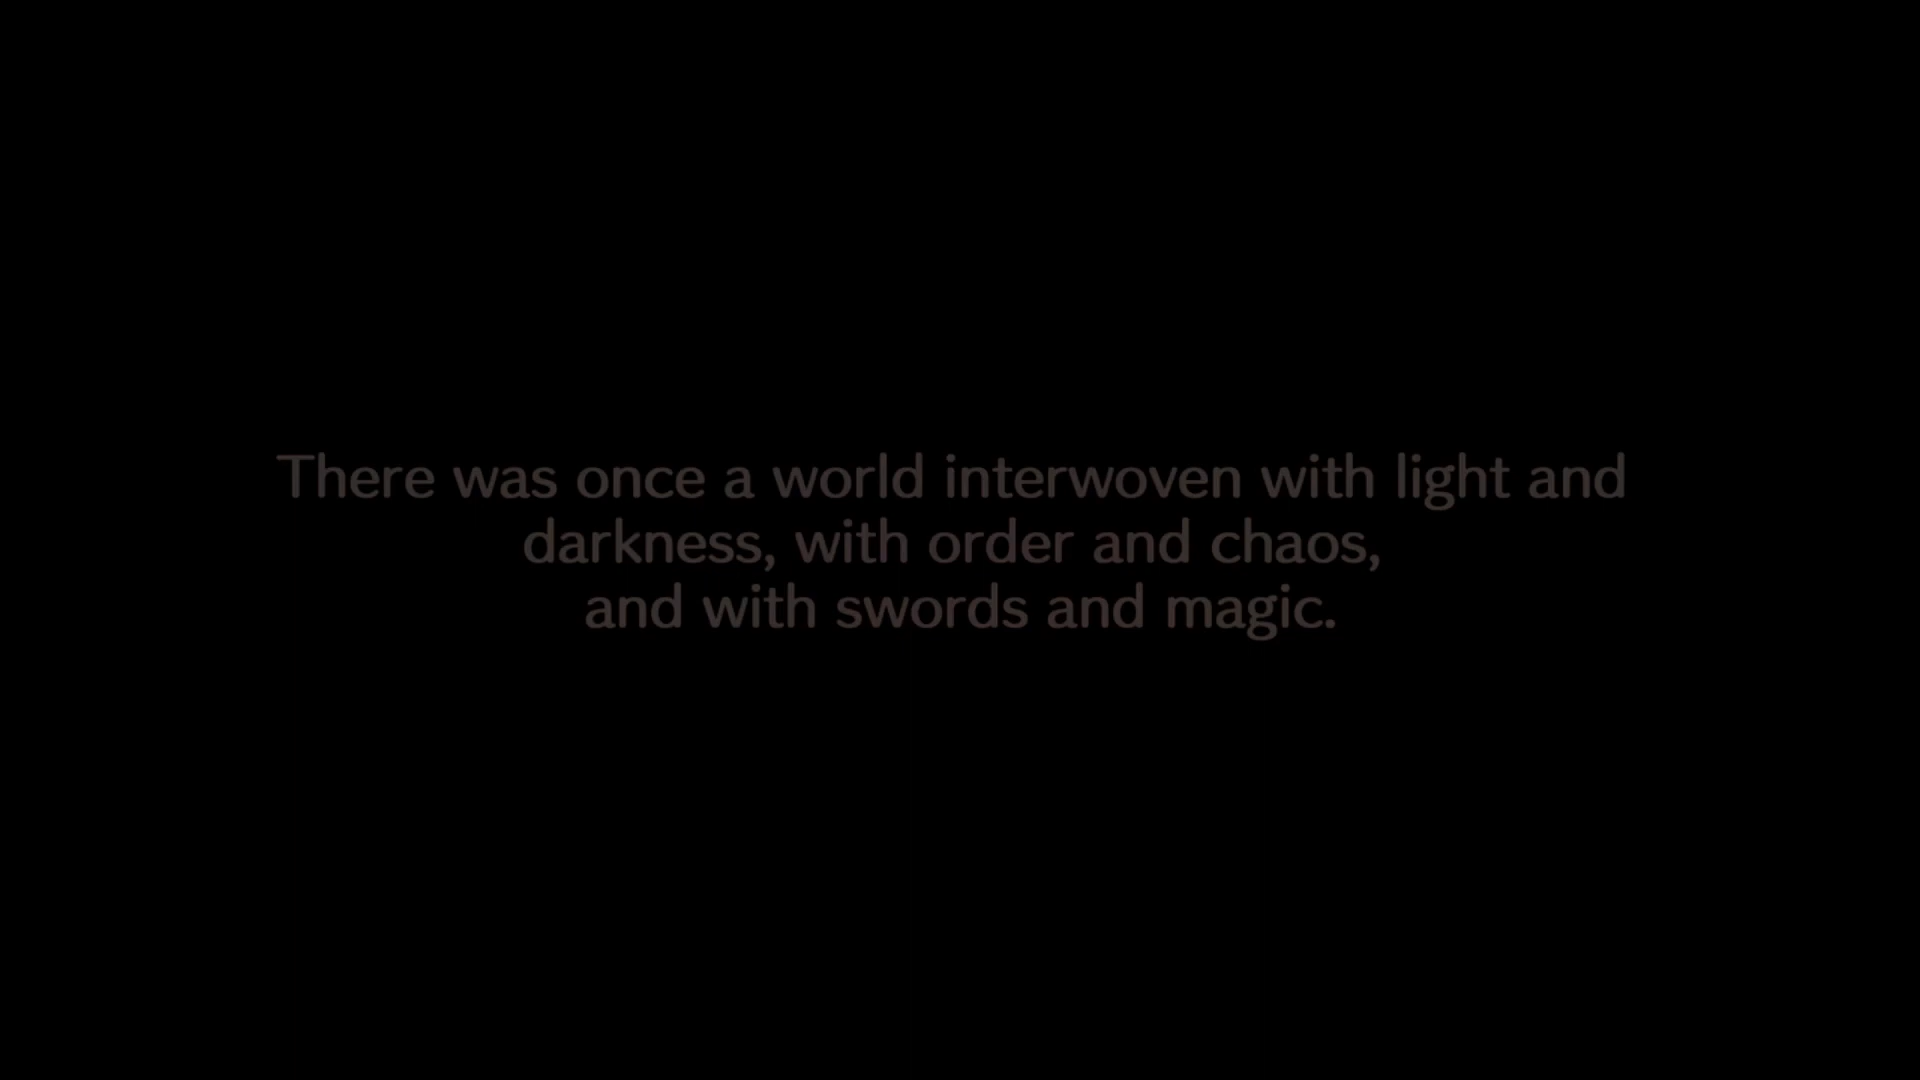 There was once a world interwoven with light and
darkness, with order and chaos,
and with swords and magic.